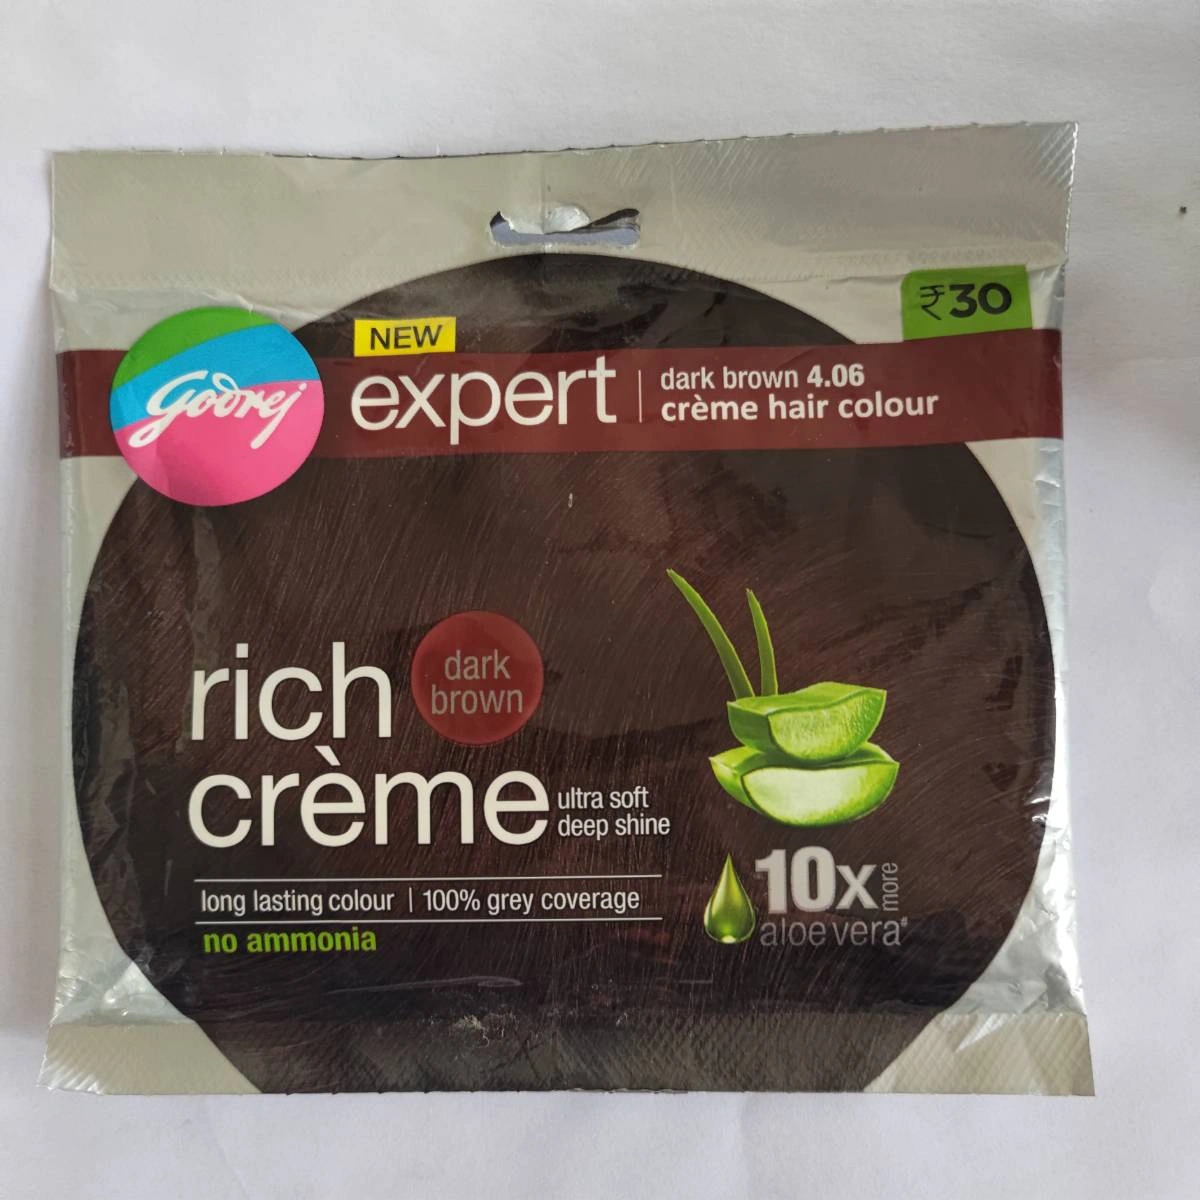 ₹30
NEW
Godrej
expert
dark brown 4.06
crème hair colour
rich
dark
brown
crème
ultra soft
deep shine
long lasting colour | 100% grey coverage
no ammonia
10x more
aloe vera#